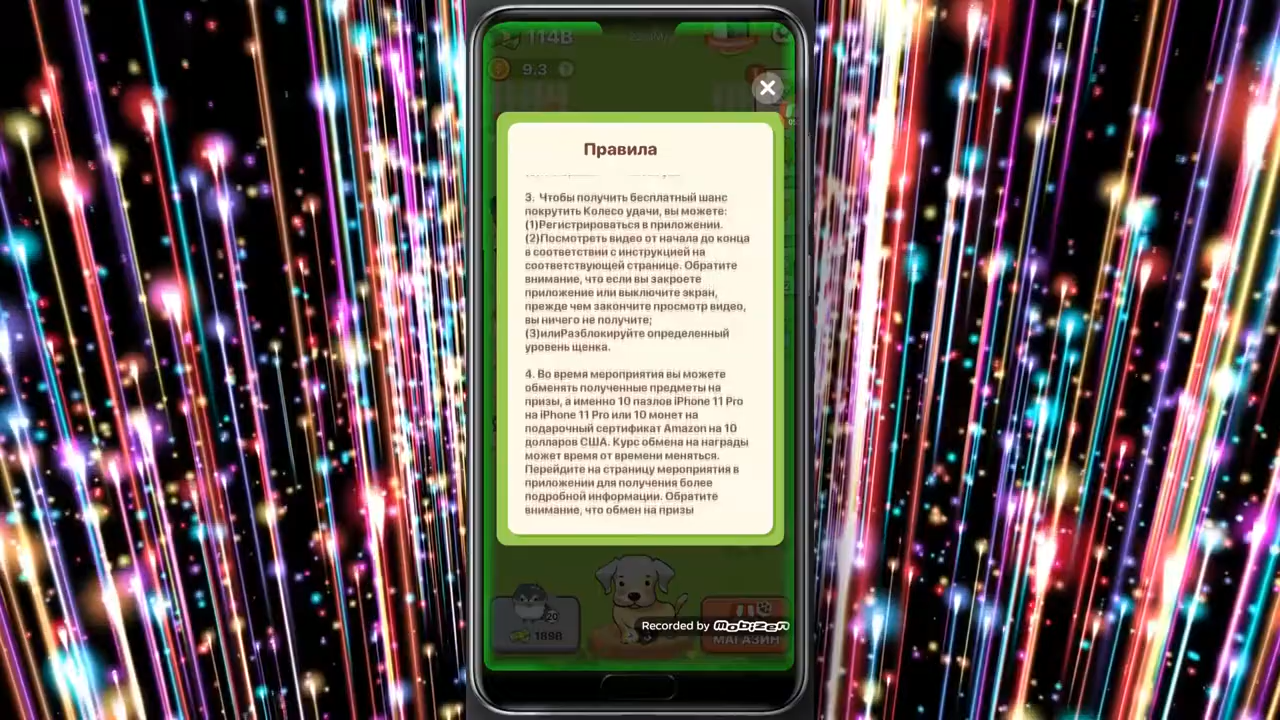 114B
9.3
Правила
3. Чтобы получить бесплатный шанс
покрутить Колесо удачи, вы можете:
(1)Регистрироваться в приложении.
(2)Посмотреть видео от начала до конца
в соответствии с инструкцией на
соответствующей странице. Обратите
внимание, что если вы закроете
приложение или выключите экран,
прежде чем закончите просмотр видео,
вы ничего не получите;
(3)илиРазблокируйте определенный
уровень щенка.
4. Во время мероприятия вы можете
обменять полученные предметы на
призы, а именно 10 пазлов iPhone 11 Pro
на iPhone 11 Pro или 10 монет на
подарочный сертификат Amazon на 10
долларов США. Курс обмена на награды
может время от времени меняться.
Перейдите на страницу мероприятия в
приложении для получения более
подробной информации. Обратите
внимание, что обмен на призы
20
Recorded by Mobizen
189B
МАГАЗИН